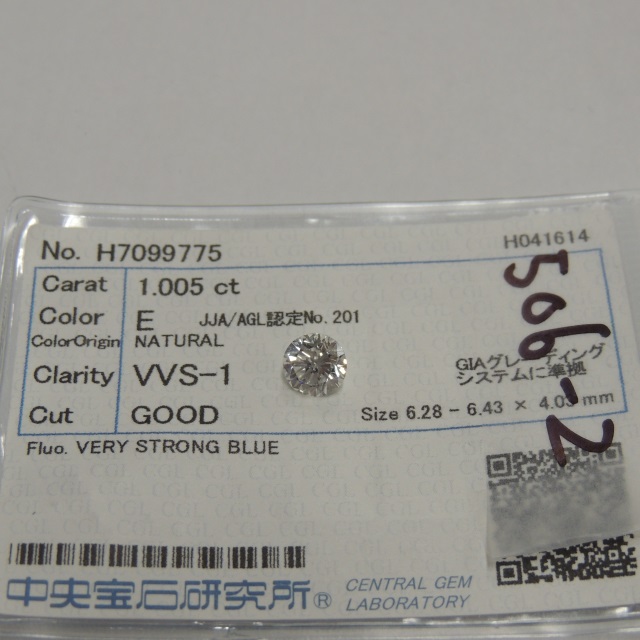 No. H7099775
H041614
Carat 1.005 ct
Color E JJA/AGL認定No.201
ColorOrigin NATURAL
Clarity VVS-1
GIAグレーディング
システムに準拠
Cut GOOD
Size 6.28 - 6.43 × 4.03 mm
Fluo. VERY STRONG BLUE
506-2
中央宝石研究所® CENTRAL GEM
LABORATORY